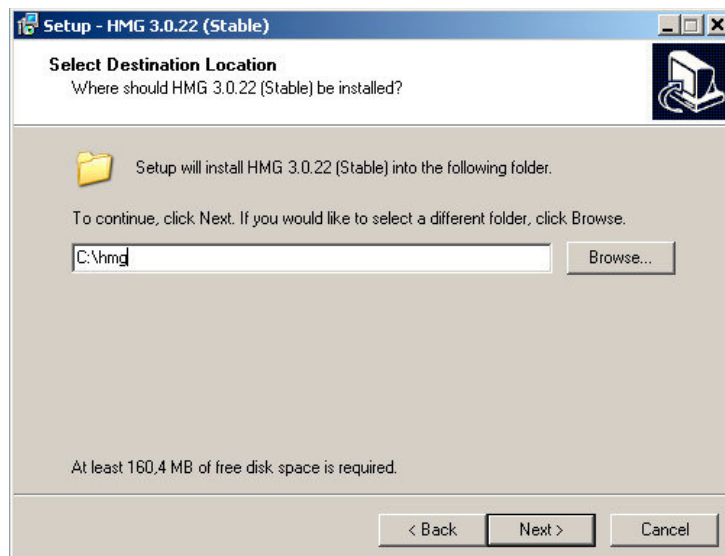 Setup - HMG 3.0.22 (Stable)
Select Destination Location
Where should HMG 3.0.22 (Stable) be installed?
Setup will install HMG 3.0.22 (Stable) into the following folder.
To continue, click Next. If you would like to select a different folder, click Browse.
C:\hmg
Browse...
At least 160,4 MB of free disk space is required.
< Back
Next >
Cancel